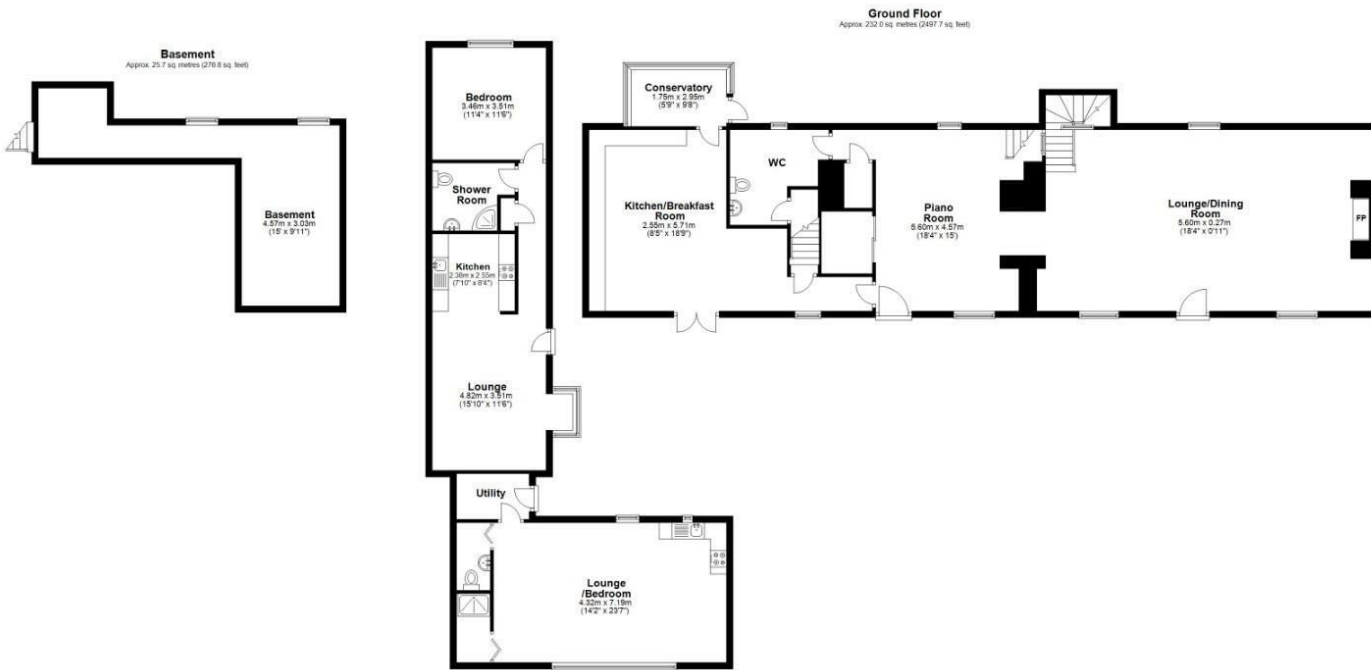 Basement
Approx. 25.7 sq. metres (276.8 sq. feet)
Basement
4.57m x 3.03m
(15' x 9'11")
Ground Floor
Approx. 232.0 sq. metres (2497.7 sq. feet)
Bedroom
3.46m x 3.51m
(11'4" x 11'6")
Shower
Room
Kitchen
2.38m x 2.55m
(7'10" x 8'4")
Lounge
4.82m x 3.51m
(15'10" x 11'6")
Utility
Lounge
/Bedroom
4.32m x 7.19m
(14'2" x 23'7")
Conservatory
1.75m x 2.95m
(5'9" x 9'8")
Kitchen/Breakfast
Room
2.55m x 5.71m
(8'5" x 18'9")
WC
Piano
Room
5.60m x 4.57m
(18'4" x 15')
Lounge/Dining
Room
5.60m x 0.27m
(18'4" x 0'11")
FP